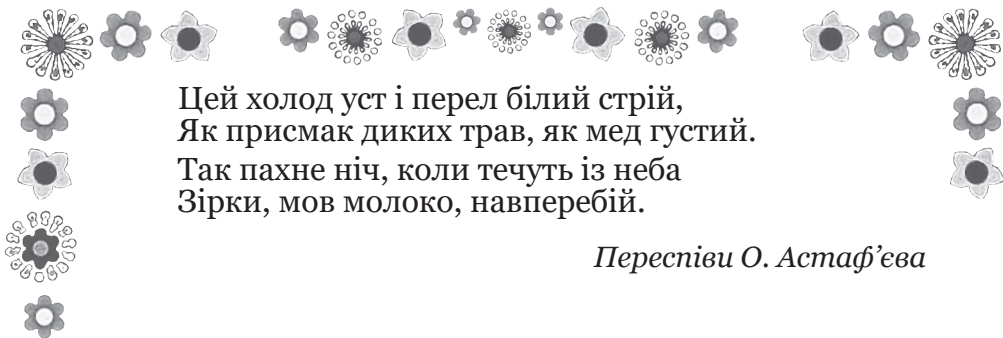 Цей холод уст і перел білий стрій,
Як присмак диких трав, як мед густий.
Так пахне ніч, коли течуть із неба
Зірки, мов молоко, навперебій.
Переспіви О. Астаф’єва